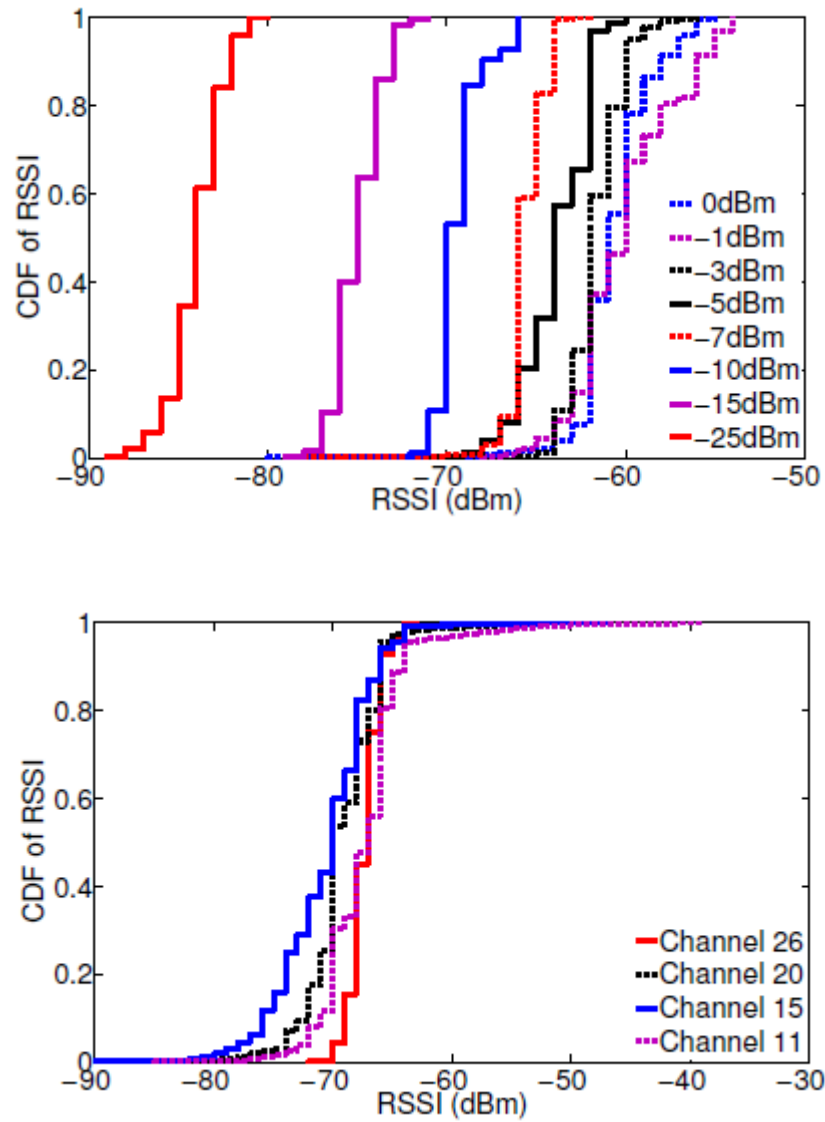 1
0.8
0.6
0.4
0.2
0
CDF of RSSI
0dBm
−1dBm
−3dBm
−5dBm
−7dBm
−10dBm
−15dBm
−25dBm
−90 −80 −70 −60 −50
RSSI (dBm)
1
0.8
0.6
0.4
0.2
0
CDF of RSSI
Channel 26
Channel 20
Channel 15
Channel 11
−90 −80 −70 −60 −50 −40 −30
RSSI (dBm)